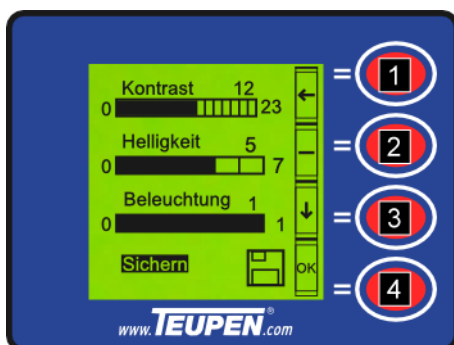 Kontrast 12
0 23
Helligkeit 5
0 7
Beleuchtung 1
0 1
Sichern
← = 1
– = 2
↓ = 3
OK = 4
www.TEUPEN®.com